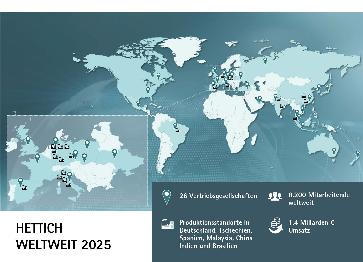 26 Vertriebsgesellschaften
8.200 Mitarbeitende
weltweit
Produktionsstandorte in
Deutschland, Tschechien,
Spanien, Malaysia, China
Indien und Brasilien
1,4 Milliarden €
Umsatz
HETTICH
WELTWEIT 2025